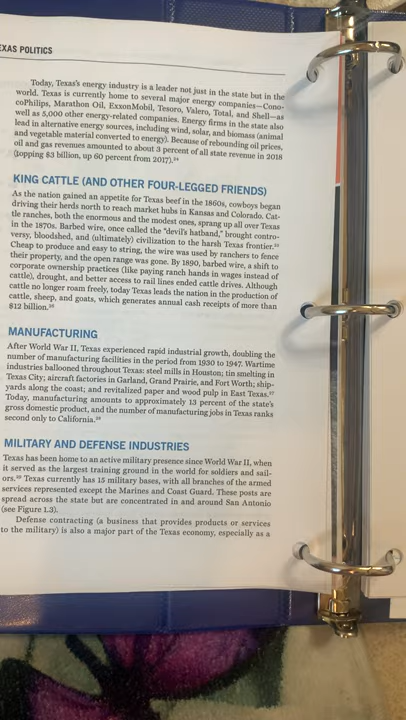 EXAS POLITICS
Today, Texas's energy industry is a leader not just in the state but in the
world. Texas is currently home to several major energy companies—Cono-
coPhilips, Marathon Oil, ExxonMobil, Tesoro, Valero, Total, and Shell—as
well as 5,000 other energy-related companies. Energy firms in the state also
lead in alternative energy sources, including wind, solar, and biomass (animal
and vegetable material converted to energy). Because of rebounding oil prices,
oil and gas revenues amounted to about 3 percent of all state revenue in 2018
(topping $3 billion, up 60 percent from 2017).²⁴
KING CATTLE (AND OTHER FOUR-LEGGED FRIENDS)
As the nation gained an appetite for Texas beef in the 1860s, cowboys began
driving their herds north to reach market hubs in Kansas and Colorado. Cat-
tle ranches, both the enormous and the modest ones, sprang up all over Texas
in the 1870s. Barbed wire, once called the "devil's hatband," brought contro-
versy, bloodshed, and (ultimately) civilization to the harsh Texas frontier.²⁵
Cheap to produce and easy to string, the wire was used by ranchers to fence
their property, and the open range was gone. By 1890, barbed wire, a shift to
corporate ownership practices (like paying ranch hands in wages instead of
cattle), drought, and better access to rail lines ended cattle drives. Although
cattle no longer roam freely, today Texas leads the nation in the production of
cattle, sheep, and goats, which generates annual cash receipts of more than
$12 billion.²⁶
MANUFACTURING
After World War II, Texas experienced rapid industrial growth, doubling the
number of manufacturing facilities in the period from 1930 to 1947. Wartime
industries ballooned throughout Texas: steel mills in Houston; tin smelting in
Texas City; aircraft factories in Garland, Grand Prairie, and Fort Worth; ship-
yards along the coast; and revitalized paper and wood pulp in East Texas.²⁷
Today, manufacturing amounts to approximately 13 percent of the state's
gross domestic product, and the number of manufacturing jobs in Texas ranks
second only to California.²⁸
MILITARY AND DEFENSE INDUSTRIES
Texas has been home to an active military presence since World War II, when
it served as the largest training ground in the world for soldiers and sail-
ors.²⁹ Texas currently has 15 military bases, with all branches of the armed
services represented except the Marines and Coast Guard. These posts are
spread across the state but are concentrated in and around San Antonio
(see Figure 1.3).
Defense contracting (a business that provides products or services
to the military) is also a major part of the Texas economy, especially as a